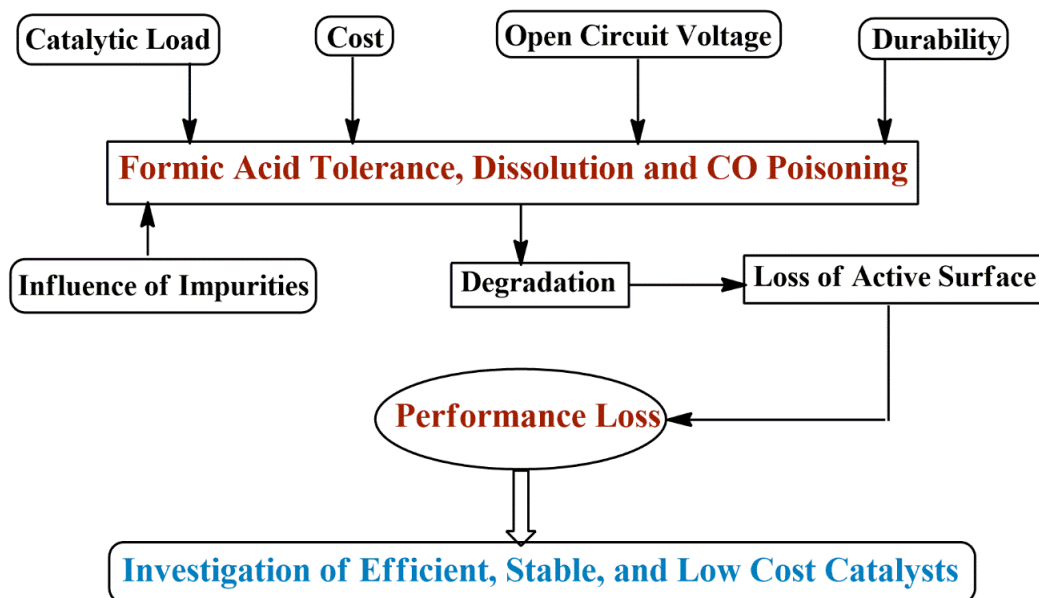 Catalytic Load
Cost
Open Circuit Voltage
Durability
Formic Acid Tolerance, Dissolution and CO Poisoning
Influence of Impurities
Degradation
Loss of Active Surface
Performance Loss
Investigation of Efficient, Stable, and Low Cost Catalysts